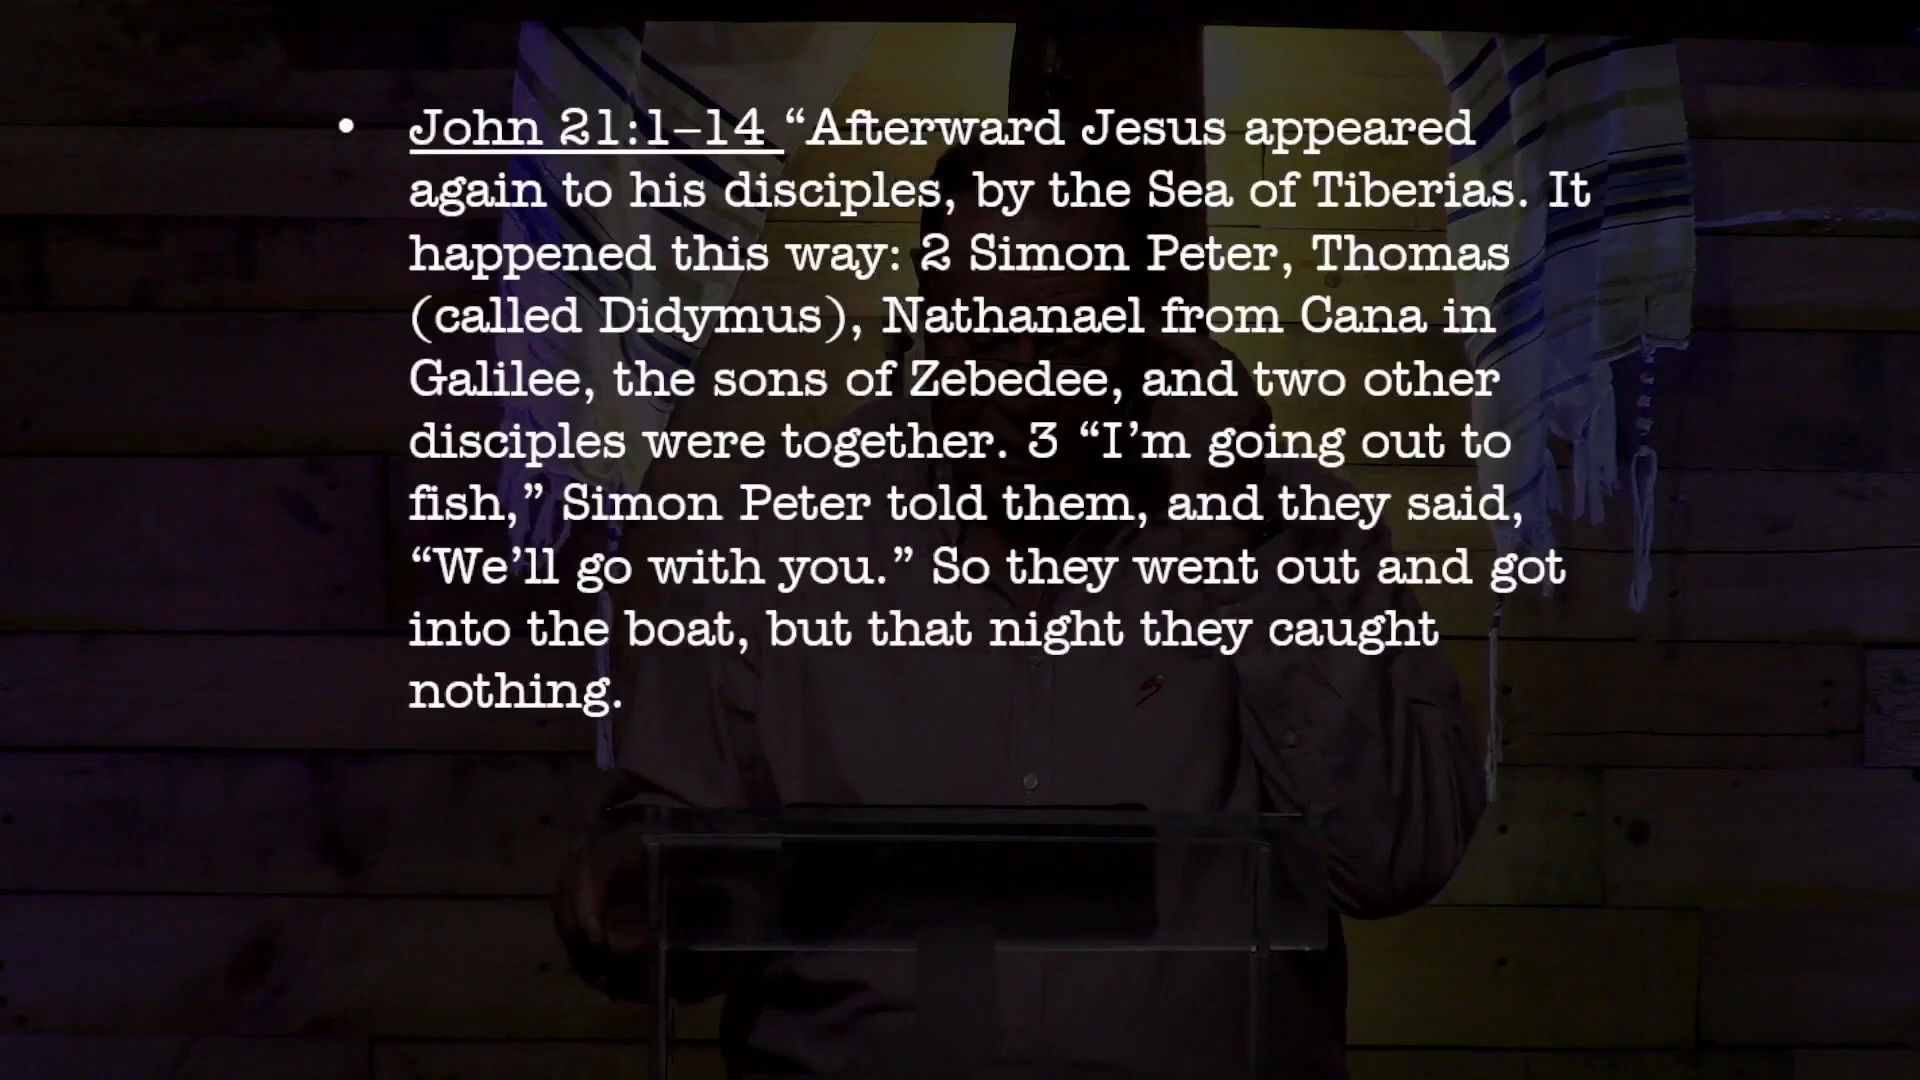 • John 21:1–14 “Afterward Jesus appeared
again to his disciples, by the Sea of Tiberias. It
happened this way: 2 Simon Peter, Thomas
(called Didymus), Nathanael from Cana in
Galilee, the sons of Zebedee, and two other
disciples were together. 3 “I’m going out to
fish,” Simon Peter told them, and they said,
“We’ll go with you.” So they went out and got
into the boat, but that night they caught
nothing.